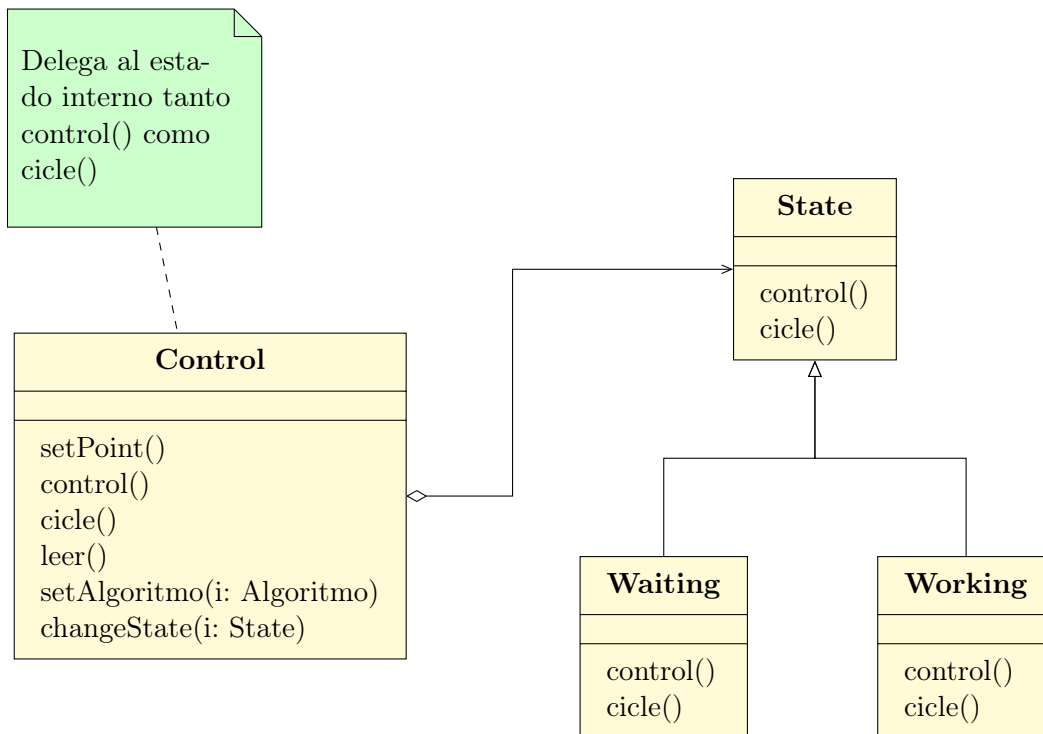 Delega al esta-
do interno tanto
control() como
cicle()
State
control()
cicle()
Control
setPoint()
control()
cicle()
leer()
setAlgoritmo(i: Algoritmo)
changeState(i: State)
Waiting
control()
cicle()
Working
control()
cicle()